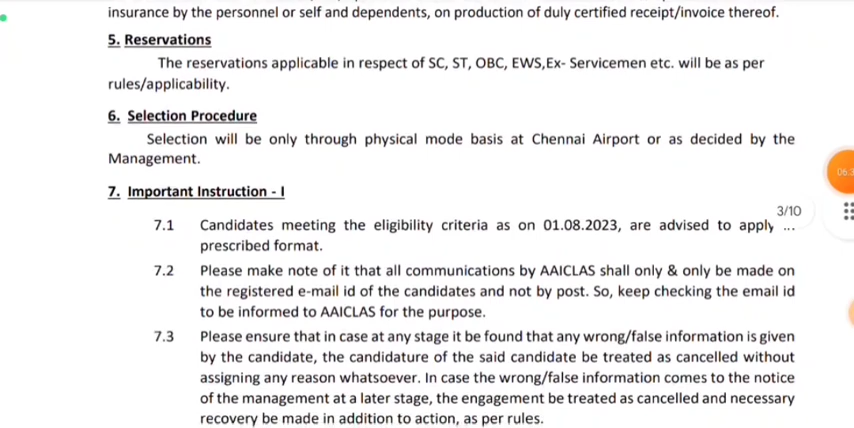 insurance by the personnel or self and dependents, on production of duly certified receipt/invoice thereof.
5. Reservations
The reservations applicable in respect of SC, ST, OBC, EWS,Ex- Servicemen etc. will be as per
rules/applicability.
6. Selection Procedure
Selection will be only through physical mode basis at Chennai Airport or as decided by the
Management.
7. Important Instruction - I
3/10
7.1 Candidates meeting the eligibility criteria as on 01.08.2023, are advised to apply ...
prescribed format.
7.2 Please make note of it that all communications by AAICLAS shall only & only be made on
the registered e-mail id of the candidates and not by post. So, keep checking the email id
to be informed to AAICLAS for the purpose.
7.3 Please ensure that in case at any stage it be found that any wrong/false information is given
by the candidate, the candidature of the said candidate be treated as cancelled without
assigning any reason whatsoever. In case the wrong/false information comes to the notice
of the management at a later stage, the engagement be treated as cancelled and necessary
recovery be made in addition to action, as per rules.